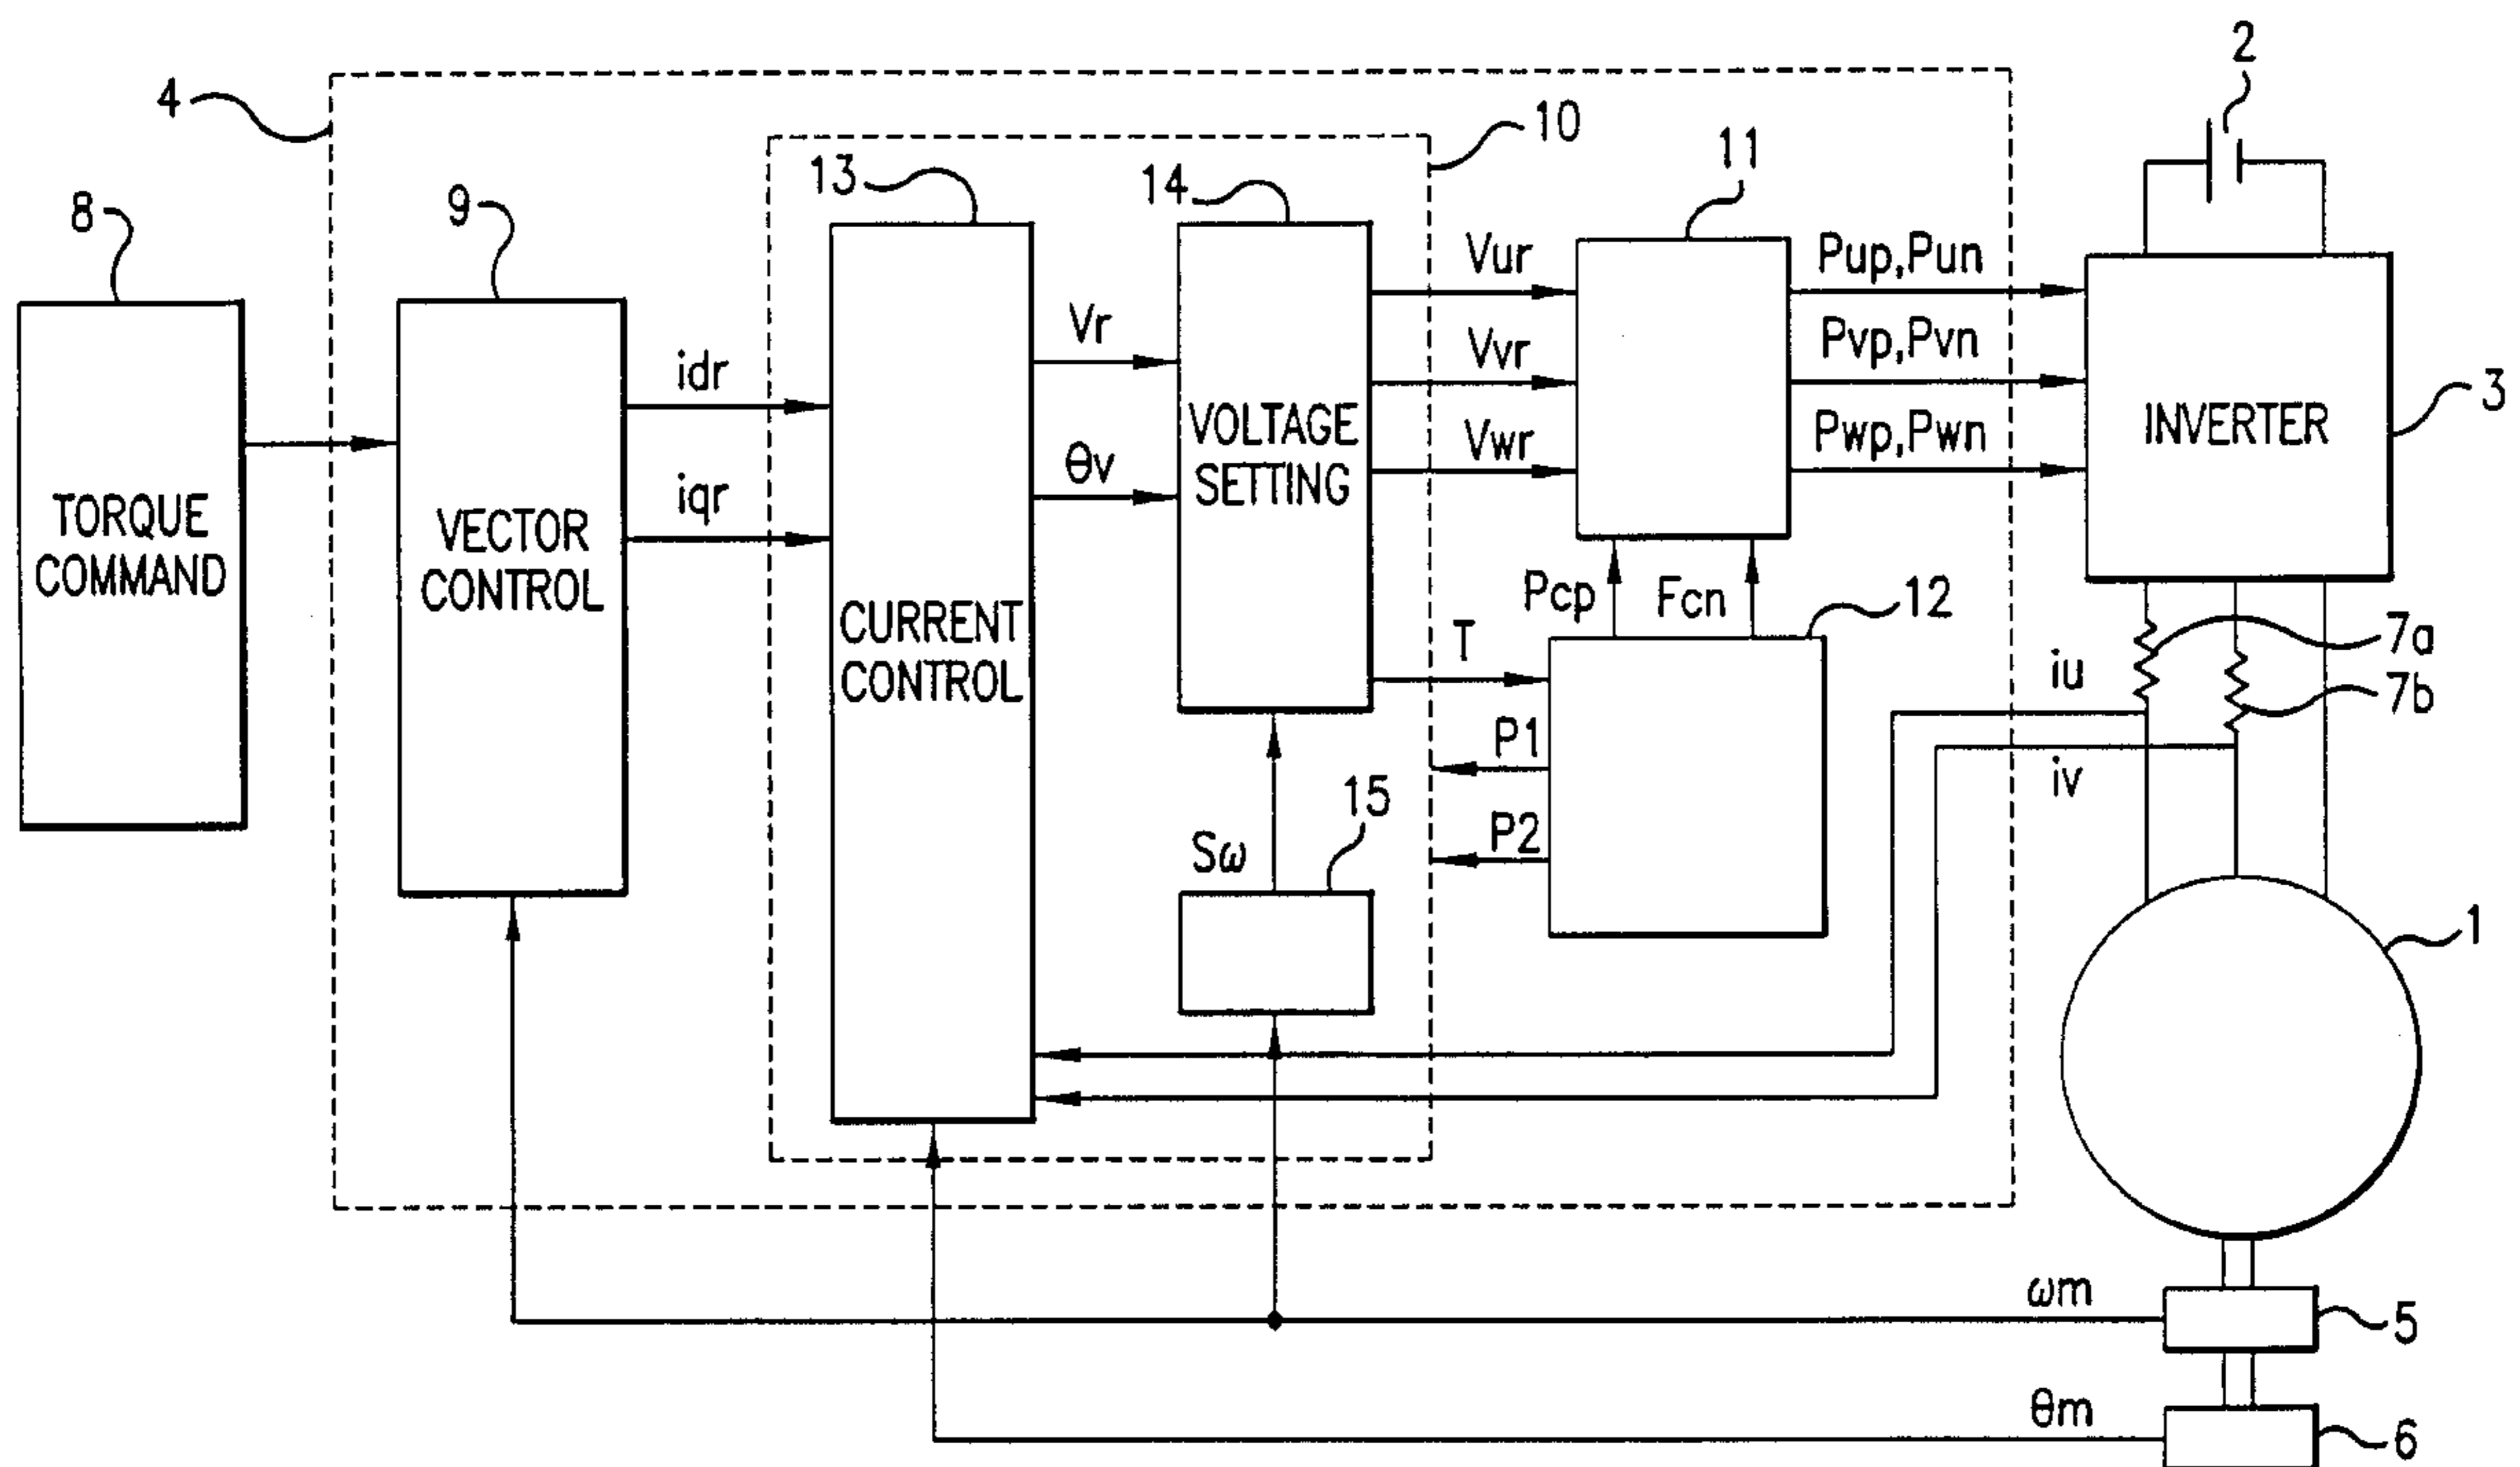 2
4
10
11
13
14
8
9
Vur
Pup,Pun
Vr
Vvr
Pvp,Pvn
idr
3
VOLTAGE
SETTING
Vwr
Pwp,Pwn
INVERTER
θv
iqr
TORQUE
COMMAND
VECTOR
CONTROL
Pcp
Fcn
12
CURRENT
CONTROL
T
7a
iu
7b
P1
iv
15
P2
Sω
1
ωm
5
θm
6